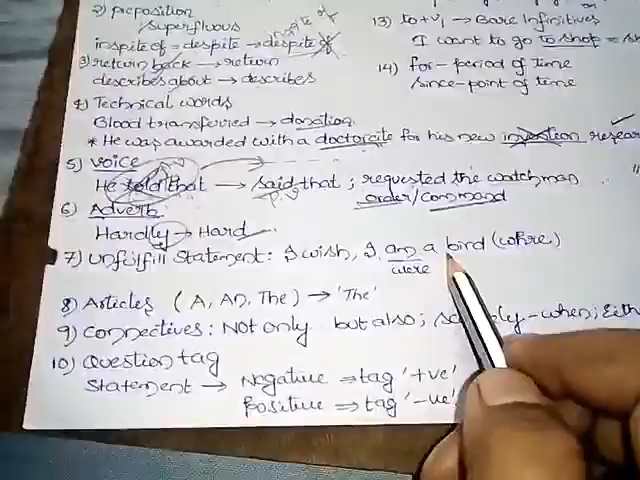 2) preposition
superfluous
inspite of = despite → despite of
3) return back → return
describes about → describes
4) Technical words
Blood transferred → donation
* He was awarded with a doctorate for his new invention
5) Voice
He told that → said that ; requested the watchman
P.V order/command
6) Adverb
Hardly → Hard
7) Unfulfill Statement : I wish, I am a bird (were)
were
8) Articles (A, An, The) → 'The'
9) Connectives : Not only but also ; - when;
10) Question tag
Statement → Negative ⇒ tag '+ve'
Positive ⇒ tag '-ve'
13) to+V1 → Bare Infinitives
I want to go to shop =
14) for - period of time
since - point of time